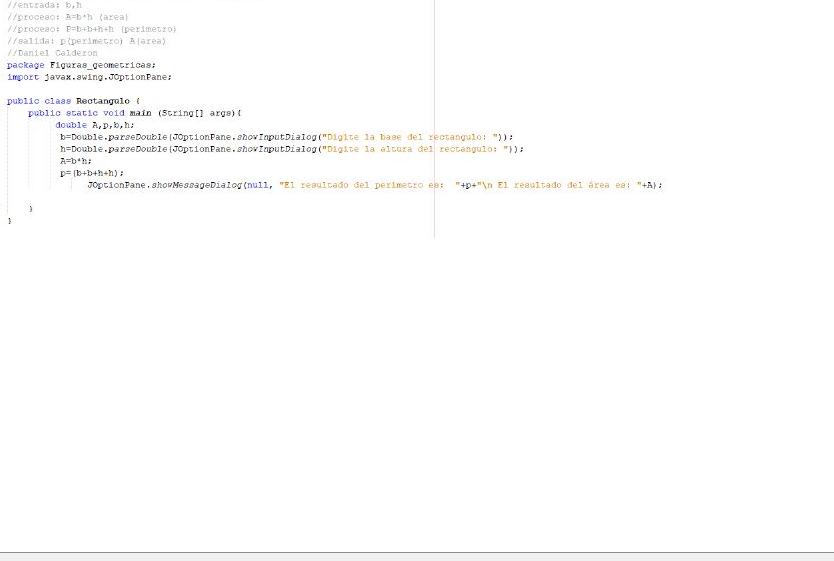 //entrada: b,h
//proceso: A=b*h (area)
//proceso: P=b+b+h+h (perimetro)
//salida: p(perimetro) A(area)
//Daniel Calderon
package Figuras_geometricas;
import javax.swing.JOptionPane;
public class Rectangulo {
public static void main (String[] args){
double A,p,b,h;
b=Double.parseDouble(JOptionPane.showInputDialog("Digite la base del rectangulo: "));
h=Double.parseDouble(JOptionPane.showInputDialog("Digite la altura del rectangulo: "));
A=b*h;
p=(b+b+h+h);
JOptionPane.showMessageDialog(null, "El resultado del perimetro es:  "+p+"\n El resultado del área es: "+A);
}
}